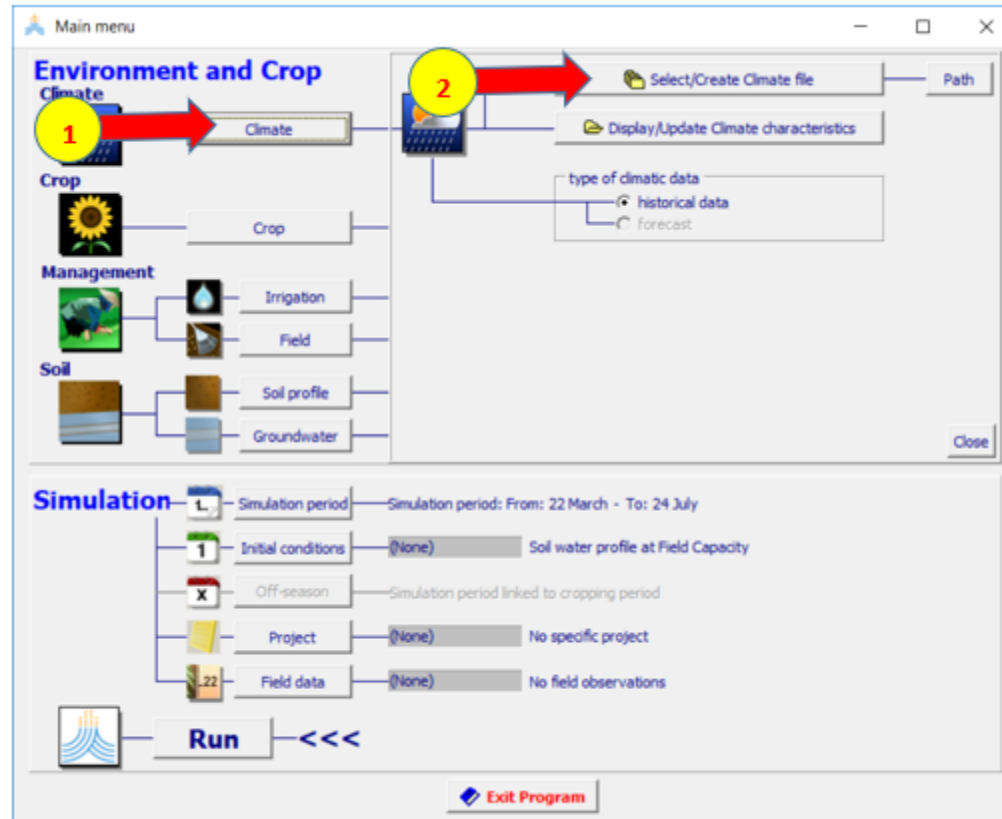 Main menu
Environment and Crop
Climate
1
Climate
2
Select/Create Climate file
Path
Display/Update Climate characteristics
type of climatic data
historical data
forecast
Crop
Crop
Management
Irrigation
Field
Soil
Soil profile
Groundwater
Close
Simulation
1..
Simulation period
Simulation period: From: 22 March - To: 24 July
1
Initial conditions
(None)
Soil water profile at Field Capacity
X
Off-season
Simulation period linked to cropping period
Project
(None)
No specific project
..22
Field data
(None)
No field observations
Run
<<<
Exit Program